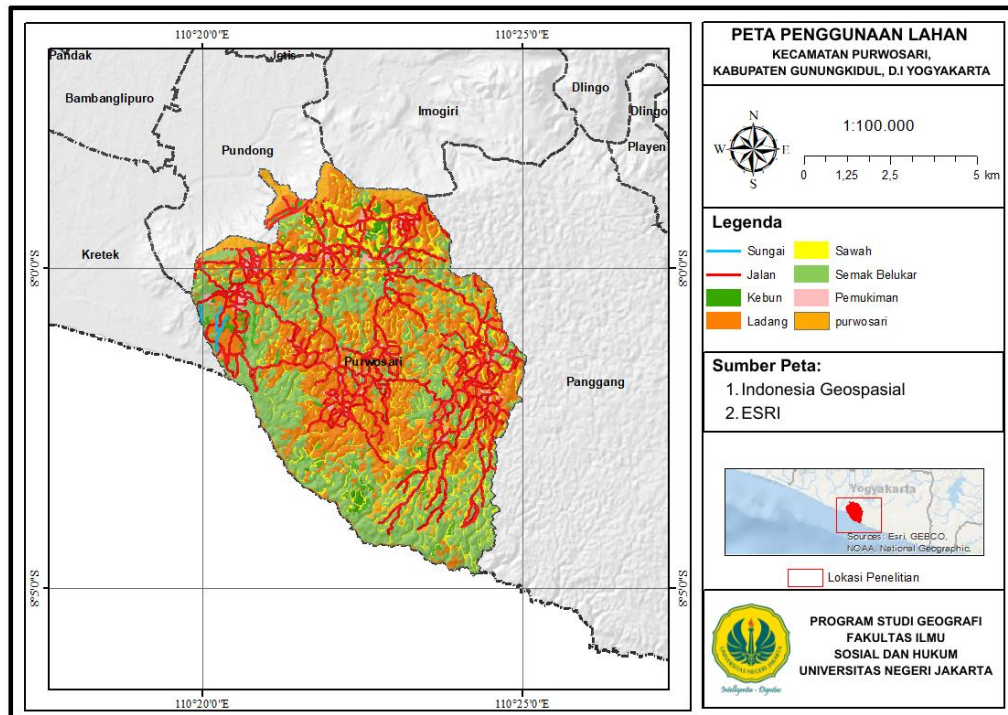 110°20'0"E
110°25'0"E
Pandak
Jetis
Bambanglipuro
Imogiri
Dlingo
Dlingo
Playen
Pundong
Kretek
8°0'0"S
8°0'0"S
Purwosari
Panggang
8°5'0"S
8°5'0"S
110°20'0"E
110°25'0"E
PETA PENGGUNAAN LAHAN
KECAMATAN PURWOSARI,
KABUPATEN GUNUNGKIDUL, D.I YOGYAKARTA
N
W
E
S
1:100.000
0 1,25 2,5 5 km
Legenda
Sungai
Jalan
Kebun
Ladang
Sawah
Semak Belukar
Pemukiman
purwosari
Sumber Peta:
1. Indonesia Geospasial
2. ESRI
Yogyakarta
Sources: Esri, GEBCO,
NOAA, National Geographic,
Lokasi Penelitian
UNIVERSITAS NEGERI JAKARTA
Intelligentia - Dignitas
PROGRAM STUDI GEOGRAFI
FAKULTAS ILMU
SOSIAL DAN HUKUM
UNIVERSITAS NEGERI JAKARTA